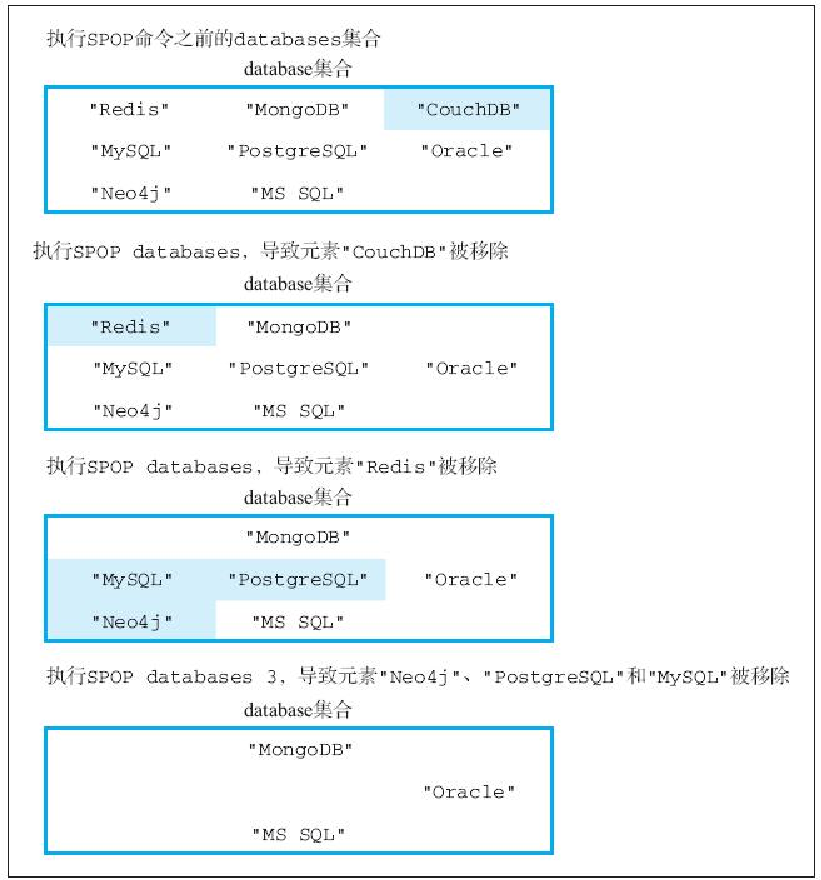 执行SPOP命令之前的databases集合
database集合
"Redis" "MongoDB" "CouchDB"
"MySQL" "PostgreSQL" "Oracle"
"Neo4j" "MS SQL"
执行SPOP databases，导致元素"CouchDB"被移除
database集合
"Redis" "MongoDB"
"MySQL" "PostgreSQL" "Oracle"
"Neo4j" "MS SQL"
执行SPOP databases，导致元素"Redis"被移除
database集合
"MongoDB"
"MySQL" "PostgreSQL" "Oracle"
"Neo4j" "MS SQL"
执行SPOP databases 3，导致元素"Neo4j"、"PostgreSQL"和"MySQL"被移除
database集合
"MongoDB"
"Oracle"
"MS SQL"